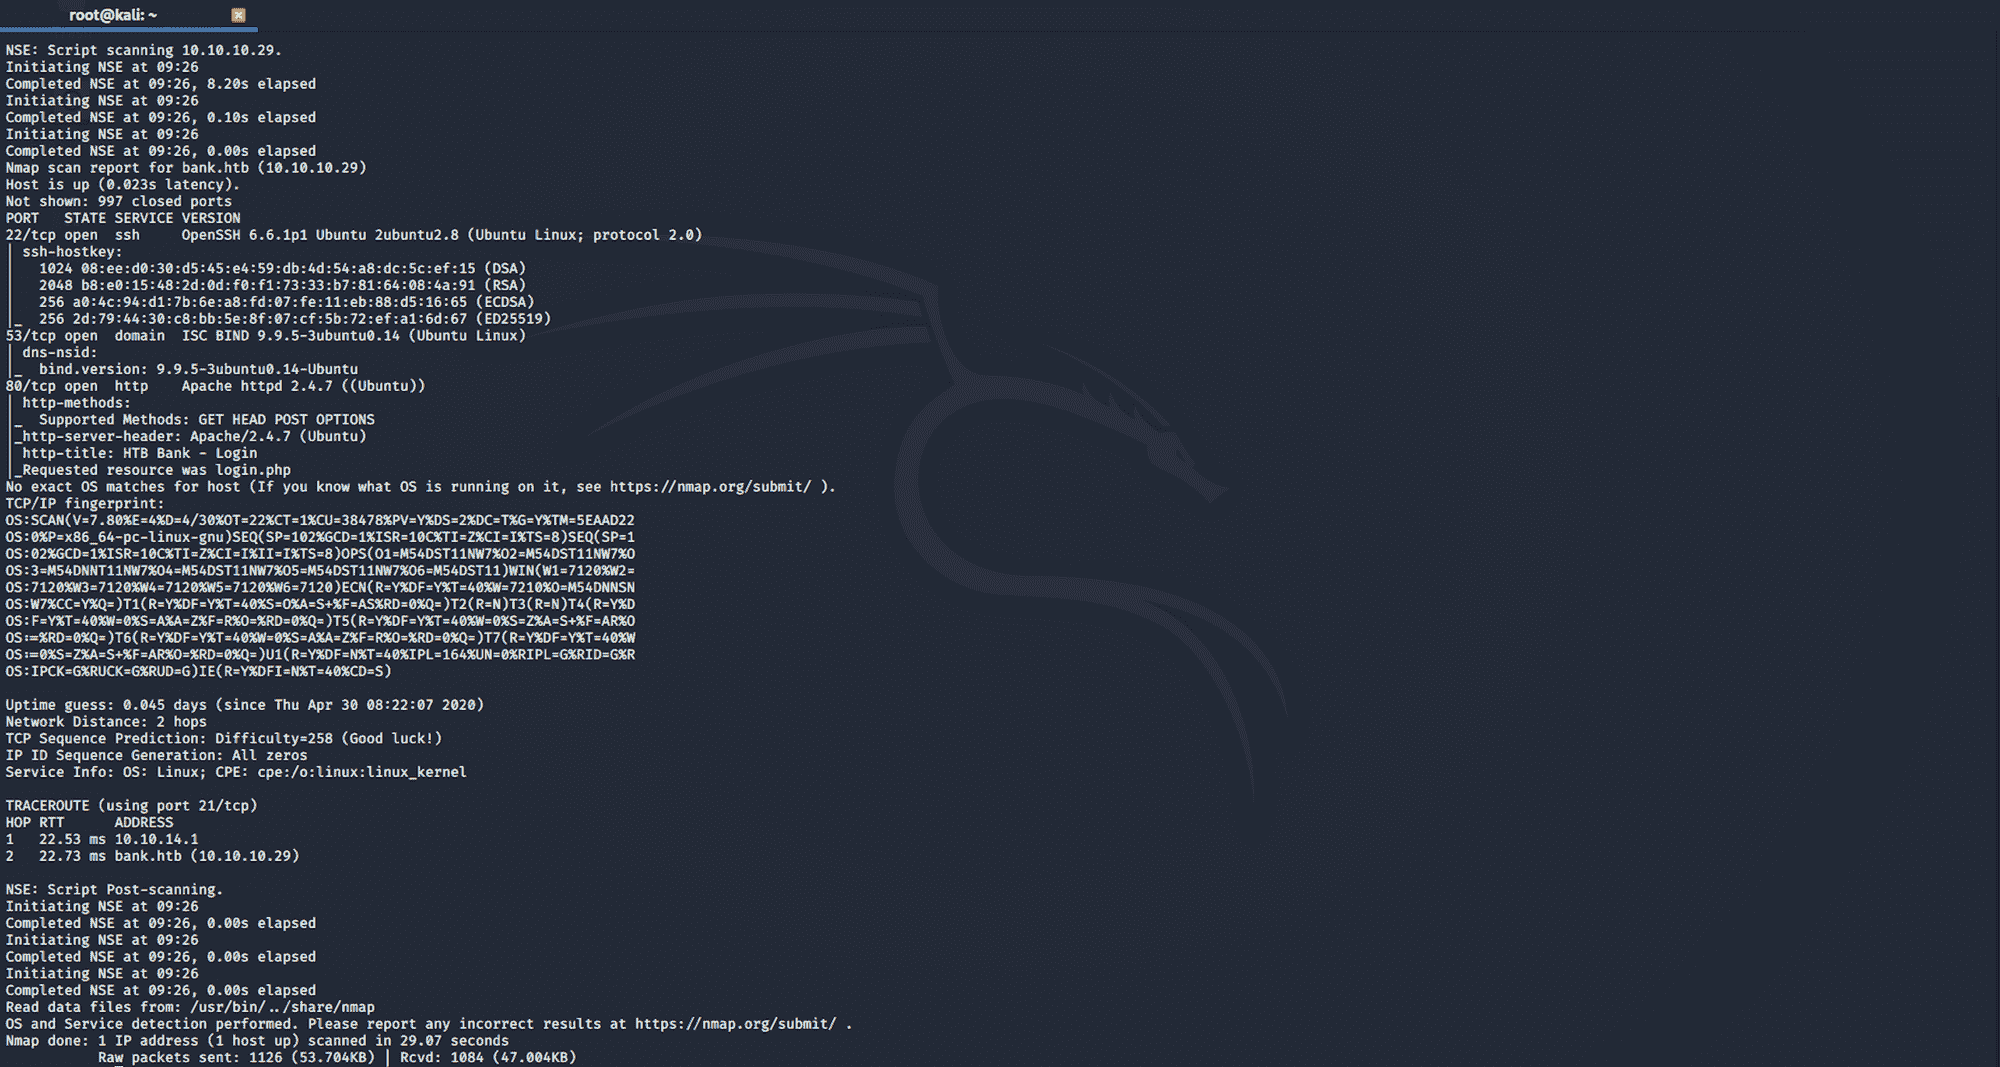 root@kali: ~
NSE: Script scanning 10.10.10.29.
Initiating NSE at 09:26
Completed NSE at 09:26, 8.20s elapsed
Initiating NSE at 09:26
Completed NSE at 09:26, 0.10s elapsed
Initiating NSE at 09:26
Completed NSE at 09:26, 0.00s elapsed
Nmap scan report for bank.htb (10.10.10.29)
Host is up (0.023s latency).
Not shown: 997 closed ports
PORT   STATE SERVICE VERSION
22/tcp open  ssh     OpenSSH 6.6.1p1 Ubuntu 2ubuntu2.8 (Ubuntu Linux; protocol 2.0)
| ssh-hostkey:
|   1024 08:ee:d0:30:d5:45:e4:59:db:4d:54:a8:dc:5c:ef:15 (DSA)
|   2048 b8:e0:15:48:2d:0d:f0:f1:73:33:b7:81:64:08:4a:91 (RSA)
|   256 a0:4c:94:d1:7b:6e:a8:fd:07:fe:11:eb:88:d5:16:65 (ECDSA)
|_  256 2d:79:44:30:c8:bb:5e:8f:07:cf:5b:72:ef:a1:6d:67 (ED25519)
53/tcp open  domain  ISC BIND 9.9.5-3ubuntu0.14 (Ubuntu Linux)
| dns-nsid:
|_  bind.version: 9.9.5-3ubuntu0.14-Ubuntu
80/tcp open  http    Apache httpd 2.4.7 ((Ubuntu))
| http-methods:
|_  Supported Methods: GET HEAD POST OPTIONS
|_http-server-header: Apache/2.4.7 (Ubuntu)
| http-title: HTB Bank - Login
|_Requested resource was login.php
No exact OS matches for host (If you know what OS is running on it, see https://nmap.org/submit/ ).
TCP/IP fingerprint:
OS:SCAN(V=7.80%E=4%D=4/30%OT=22%CT=1%CU=38478%PV=Y%DS=2%DC=T%G=Y%TM=5EAAD22
OS:0%P=x86_64-pc-linux-gnu)SEQ(SP=102%GCD=1%ISR=10C%TI=Z%CI=I%TS=8)SEQ(SP=1
OS:02%GCD=1%ISR=10C%TI=Z%CI=I%II=I%TS=8)OPS(O1=M54DST11NW7%O2=M54DST11NW7%O
OS:3=M54DNNT11NW7%O4=M54DST11NW7%O5=M54DST11NW7%O6=M54DST11)WIN(W1=7120%W2=
OS:7120%W3=7120%W4=7120%W5=7120%W6=7120)ECN(R=Y%DF=Y%T=40%W=7210%O=M54DNNSN
OS:W7%CC=Y%Q=)T1(R=Y%DF=Y%T=40%S=O%A=S+%F=AS%RD=0%Q=)T2(R=N)T3(R=N)T4(R=Y%D
OS:F=Y%T=40%W=0%S=A%A=Z%F=R%O=%RD=0%Q=)T5(R=Y%DF=Y%T=40%W=0%S=Z%A=S+%F=AR%O
OS:=%RD=0%Q=)T6(R=Y%DF=Y%T=40%W=0%S=A%A=Z%F=R%O=%RD=0%Q=)T7(R=Y%DF=Y%T=40%W
OS:=0%S=Z%A=S+%F=AR%O=%RD=0%Q=)U1(R=Y%DF=N%T=40%IPL=164%UN=0%RIPL=G%RID=G%R
OS:IPCK=G%RUCK=G%RUD=G)IE(R=Y%DFI=N%T=40%CD=S)
Uptime guess: 0.045 days (since Thu Apr 30 08:22:07 2020)
Network Distance: 2 hops
TCP Sequence Prediction: Difficulty=258 (Good luck!)
IP ID Sequence Generation: All zeros
Service Info: OS: Linux; CPE: cpe:/o:linux:linux_kernel
TRACEROUTE (using port 21/tcp)
HOP RTT      ADDRESS
1   22.53 ms 10.10.14.1
2   22.73 ms bank.htb (10.10.10.29)
NSE: Script Post-scanning.
Initiating NSE at 09:26
Completed NSE at 09:26, 0.00s elapsed
Initiating NSE at 09:26
Completed NSE at 09:26, 0.00s elapsed
Initiating NSE at 09:26
Completed NSE at 09:26, 0.00s elapsed
Read data files from: /usr/bin/../share/nmap
OS and Service detection performed. Please report any incorrect results at https://nmap.org/submit/ .
Nmap done: 1 IP address (1 host up) scanned in 29.07 seconds
Raw packets sent: 1126 (53.704KB) | Rcvd: 1084 (47.004KB)